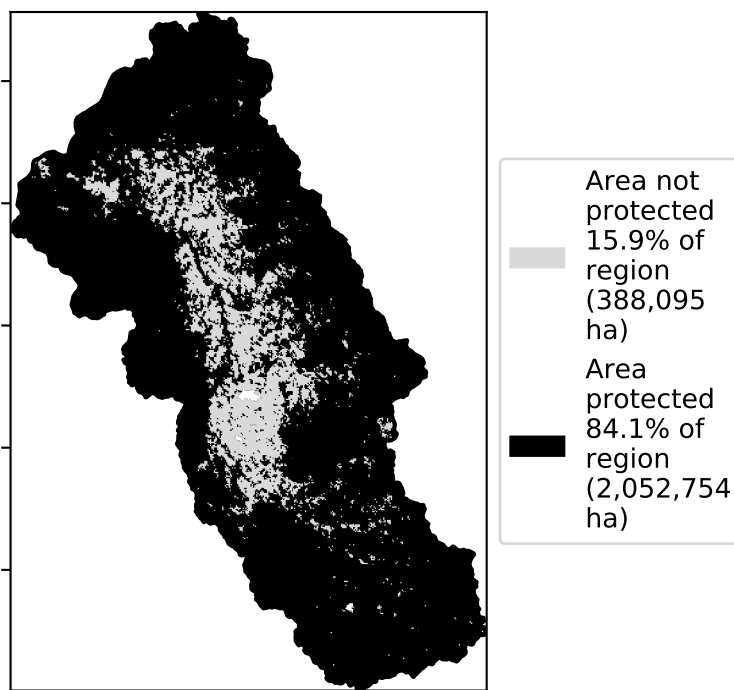 Area not
protected
15.9% of
region
(388,095
ha)
Area
protected
84.1% of
region
(2,052,754
ha)